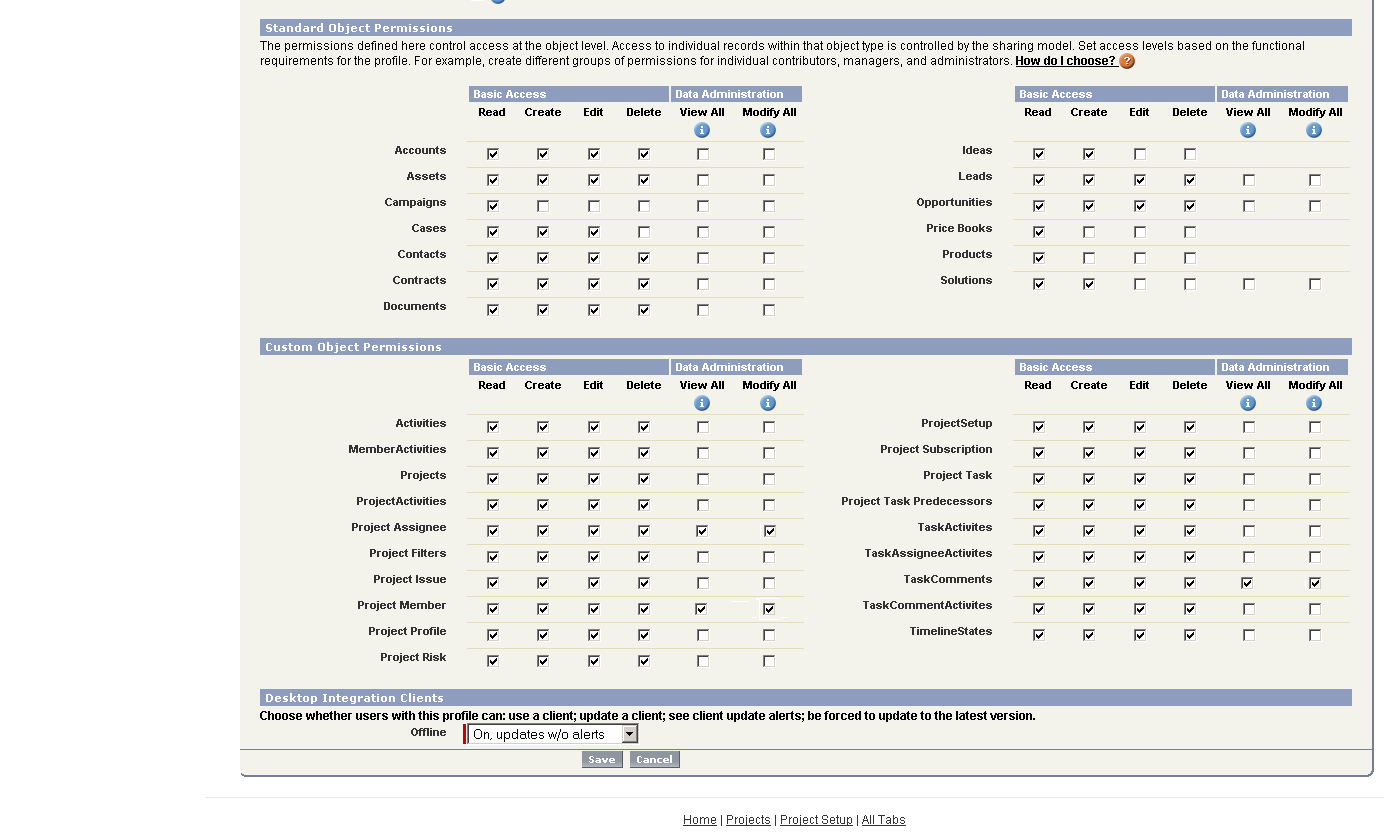 Standard Object Permissions
The permissions defined here control access at the object level. Access to individual records within that object type is controlled by the sharing model. Set access levels based on the functional
requirements for the profile. For example, create different groups of permissions for individual contributors, managers, and administrators. How do I choose? ?
Basic Access Data Administration Basic Access Data Administration
Read Create Edit Delete View All Modify All Read Create Edit Delete View All Modify All
i i i i
Accounts Ideas
Assets Leads
Campaigns Opportunities
Cases Price Books
Contacts Products
Contracts Solutions
Documents
Custom Object Permissions
Basic Access Data Administration Basic Access Data Administration
Read Create Edit Delete View All Modify All Read Create Edit Delete View All Modify All
i i i i
Activities ProjectSetup
MemberActivities Project Subscription
Projects Project Task
ProjectActivities Project Task Predecessors
Project Assignee TaskActivites
Project Filters TaskAssigneeActivites
Project Issue TaskComments
Project Member TaskCommentActivites
Project Profile TimelineStates
Project Risk
Desktop Integration Clients
Choose whether users with this profile can: use a client; update a client; see client update alerts; be forced to update to the latest version.
Offline On, updates w/o alerts
Save Cancel
Home | Projects | Project Setup | All Tabs